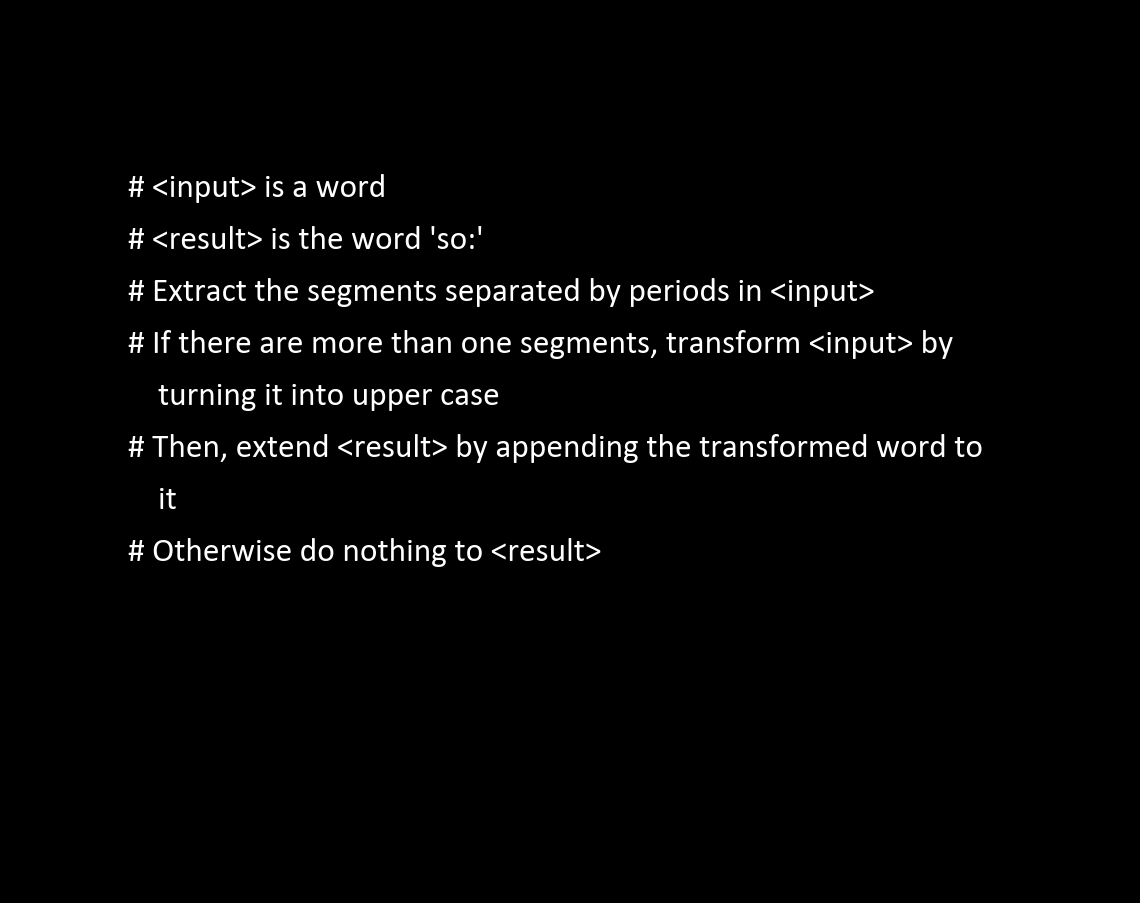 # <input> is a word
# <result> is the word 'so:'
# Extract the segments separated by periods in <input>
# If there are more than one segments, transform <input> by
turning it into upper case
# Then, extend <result> by appending the transformed word to
it
# Otherwise do nothing to <result>